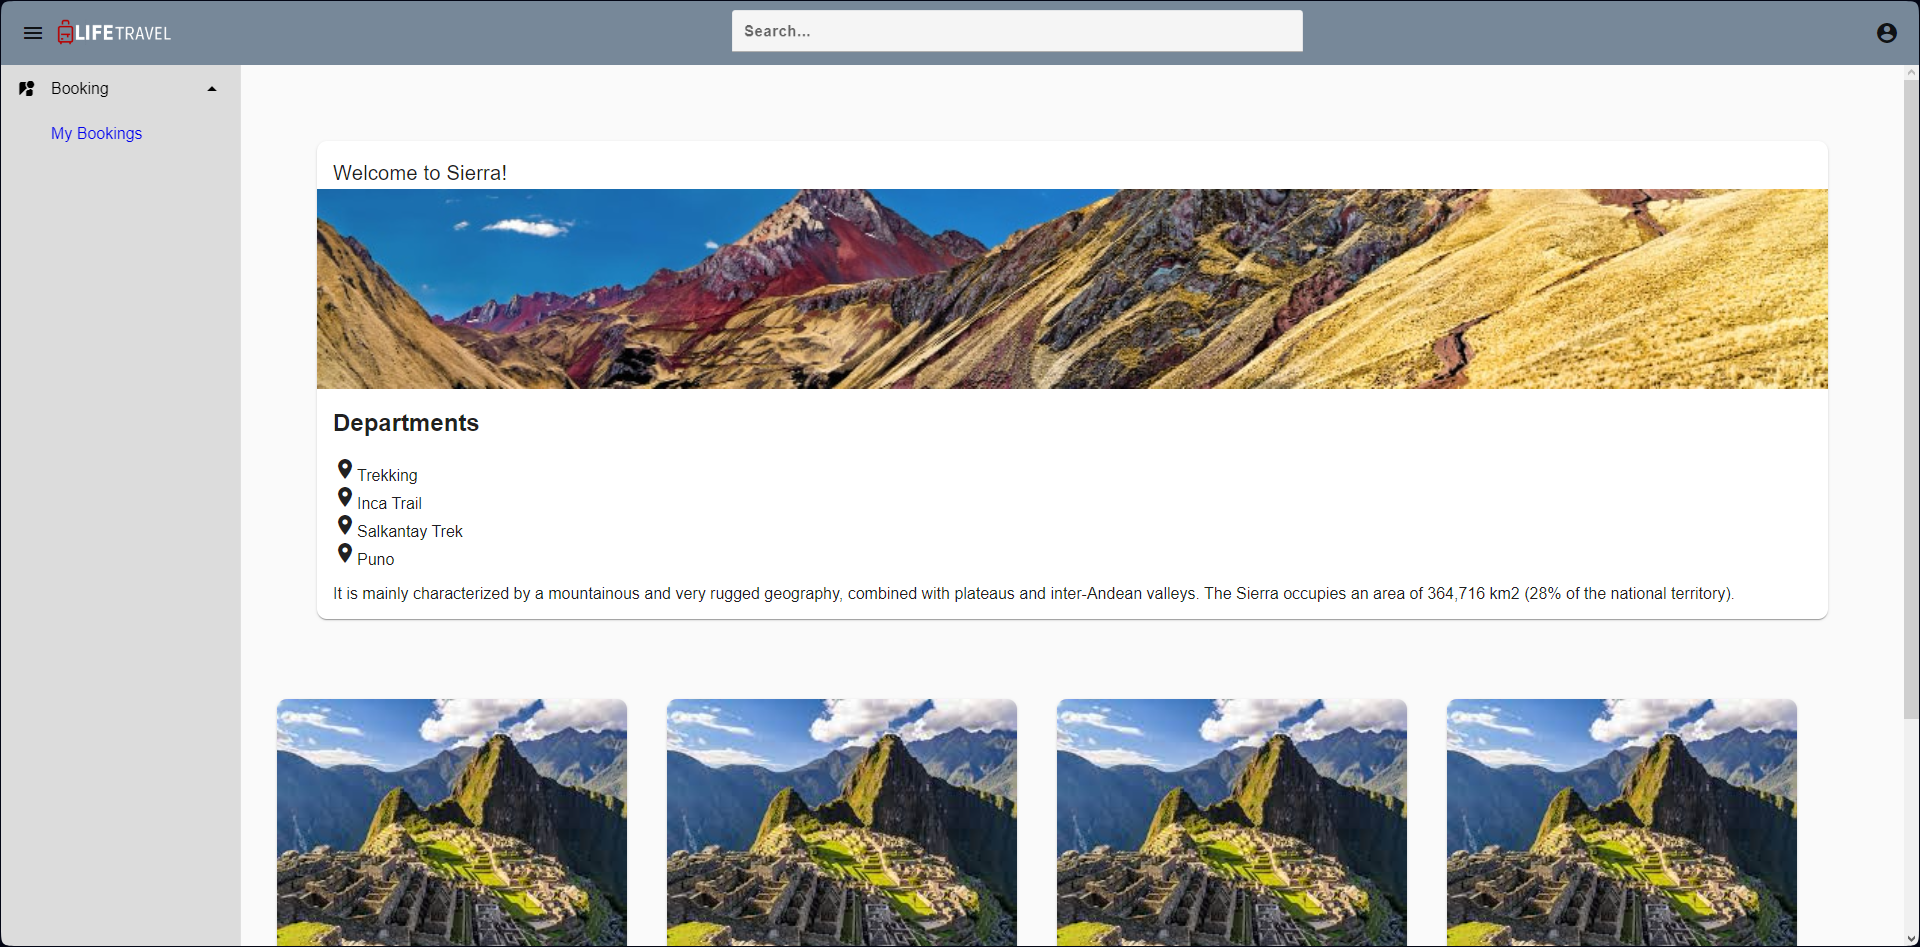 LIFETRAVEL
Search...
Booking
My Bookings
Welcome to Sierra!
Departments
Trekking
Inca Trail
Salkantay Trek
Puno
It is mainly characterized by a mountainous and very rugged geography, combined with plateaus and inter-Andean valleys. The Sierra occupies an area of 364,716 km2 (28% of the national territory).